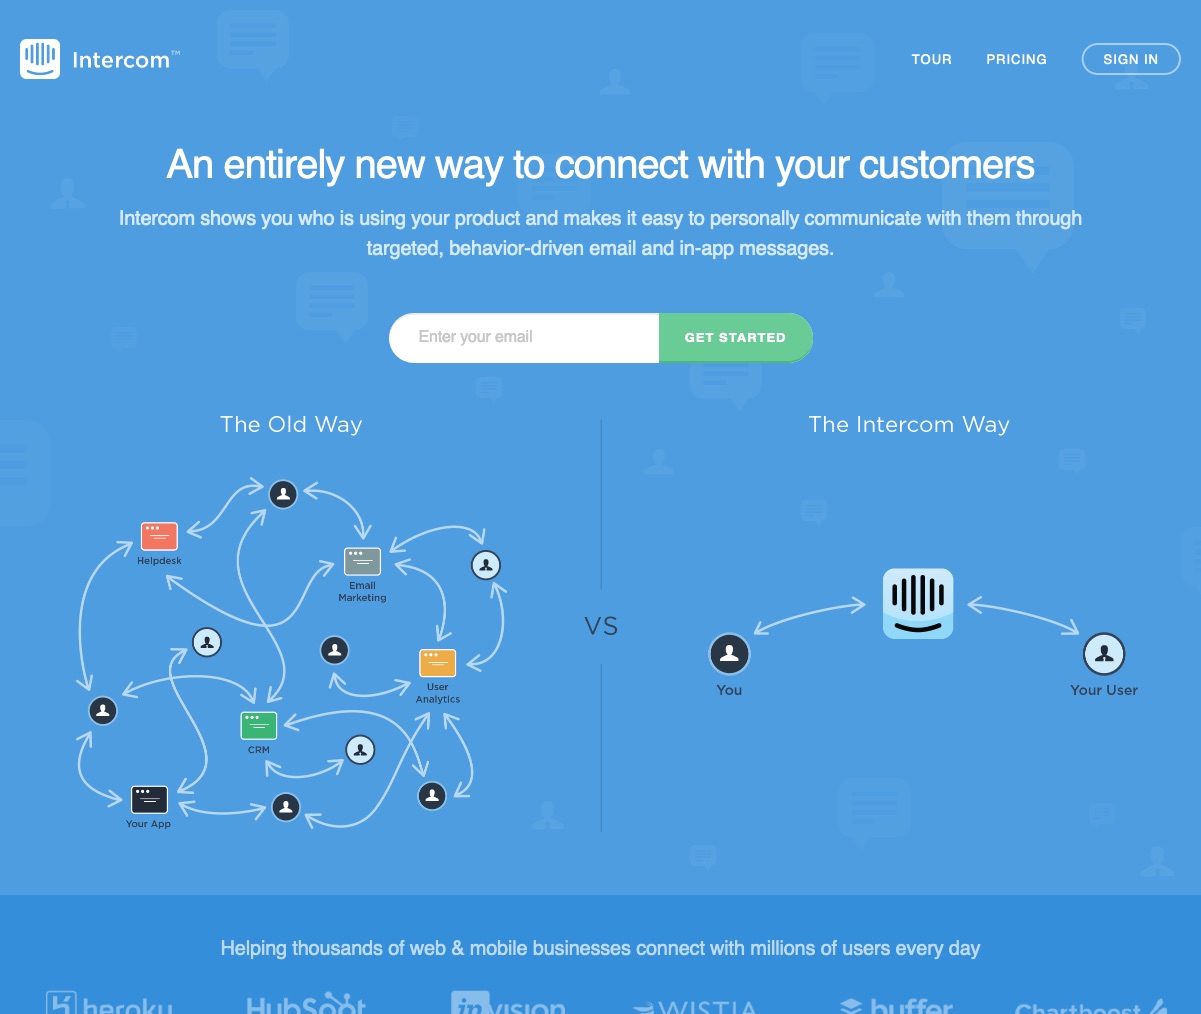 Intercom™
TOUR
PRICING
SIGN IN
An entirely new way to connect with your customers
Intercom shows you who is using your product and makes it easy to personally communicate with them through
targeted, behavior-driven email and in-app messages.
Enter your email
GET STARTED
The Old Way
Helpdesk
Email
Marketing
User
Analytics
CRM
Your App
VS
The Intercom Way
You
Your User
Helping thousands of web & mobile businesses connect with millions of users every day
heroku
HubSpot
invision
WISTIA
buffer
Chartboost